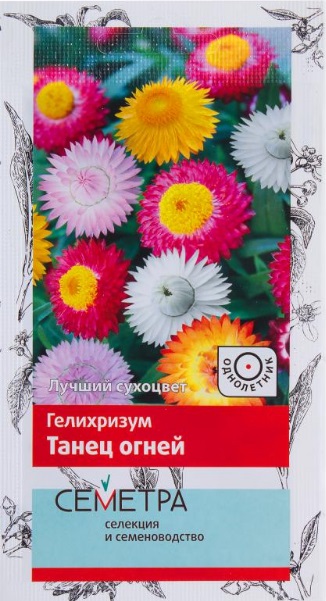 ОДНОЛЕТНИК
Лучший сухоцвет
Гелихризум
Танец огней
СЕМЕТРА
селекция
и семеноводство